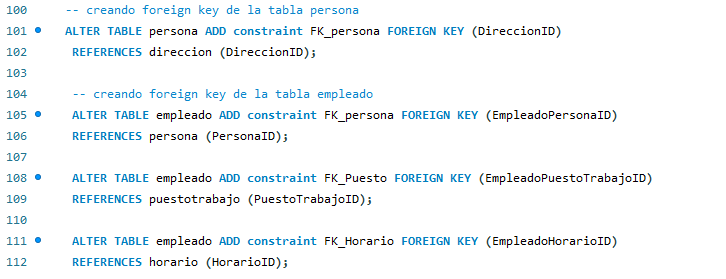 100 -- creando foreign key de la tabla persona
101 ALTER TABLE persona ADD constraint FK_persona FOREIGN KEY (DireccionID)
102 REFERENCES direccion (DireccionID);
103
104 -- creando foreign key de la tabla empleado
105 ALTER TABLE empleado ADD constraint FK_persona FOREIGN KEY (EmpleadoPersonaID)
106 REFERENCES persona (PersonaID);
107
108 ALTER TABLE empleado ADD constraint FK_Puesto FOREIGN KEY (EmpleadoPuestoTrabajoID)
109 REFERENCES puestotrabajo (PuestoTrabajoID);
110
111 ALTER TABLE empleado ADD constraint FK_Horario FOREIGN KEY (EmpleadoHorarioID)
112 REFERENCES horario (HorarioID);